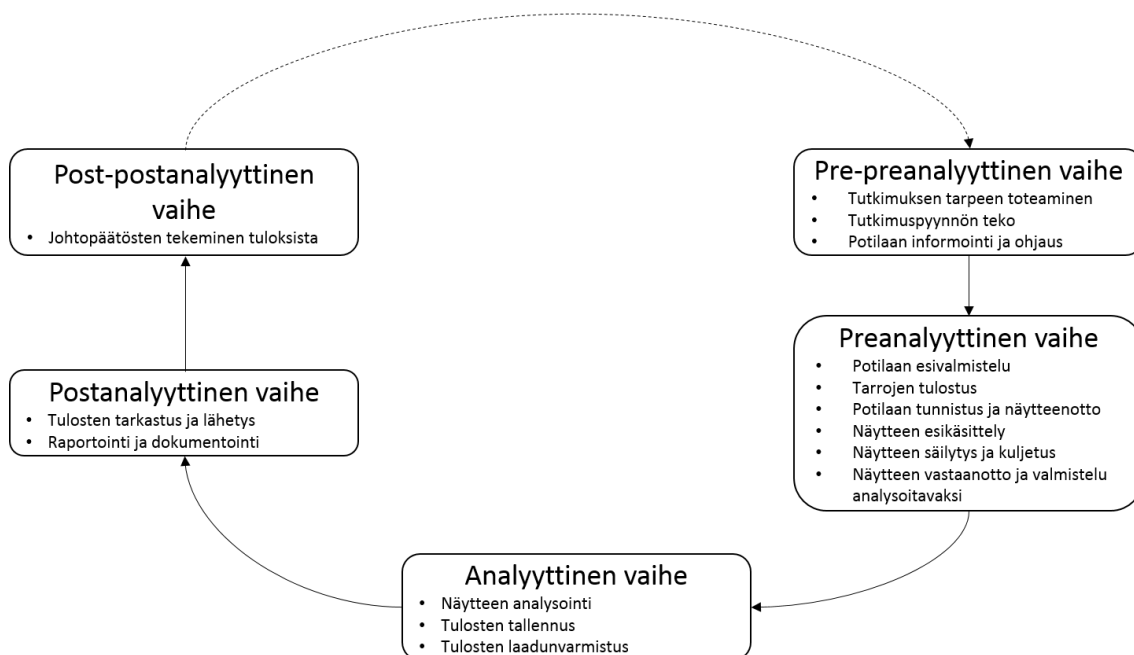 Post-postanalyyttinen
vaihe
• Johtopäätösten tekeminen tuloksista
Pre-preanalyyttinen vaihe
• Tutkimuksen tarpeen toteaminen
• Tutkimuspyynnön teko
• Potilaan informointi ja ohjaus
Preanalyyttinen vaihe
• Potilaan esivalmistelu
• Tarrojen tulostus
• Potilaan tunnistus ja näytteenotto
• Näytteen esikäsittely
• Näytteen säilytys ja kuljetus
• Näytteen vastaanotto ja valmistelu
analysoitavaksi
Analyyttinen vaihe
• Näytteen analysointi
• Tulosten tallennus
• Tulosten laadunvarmistus
Postanalyyttinen vaihe
• Tulosten tarkastus ja lähetys
• Raportointi ja dokumentointi